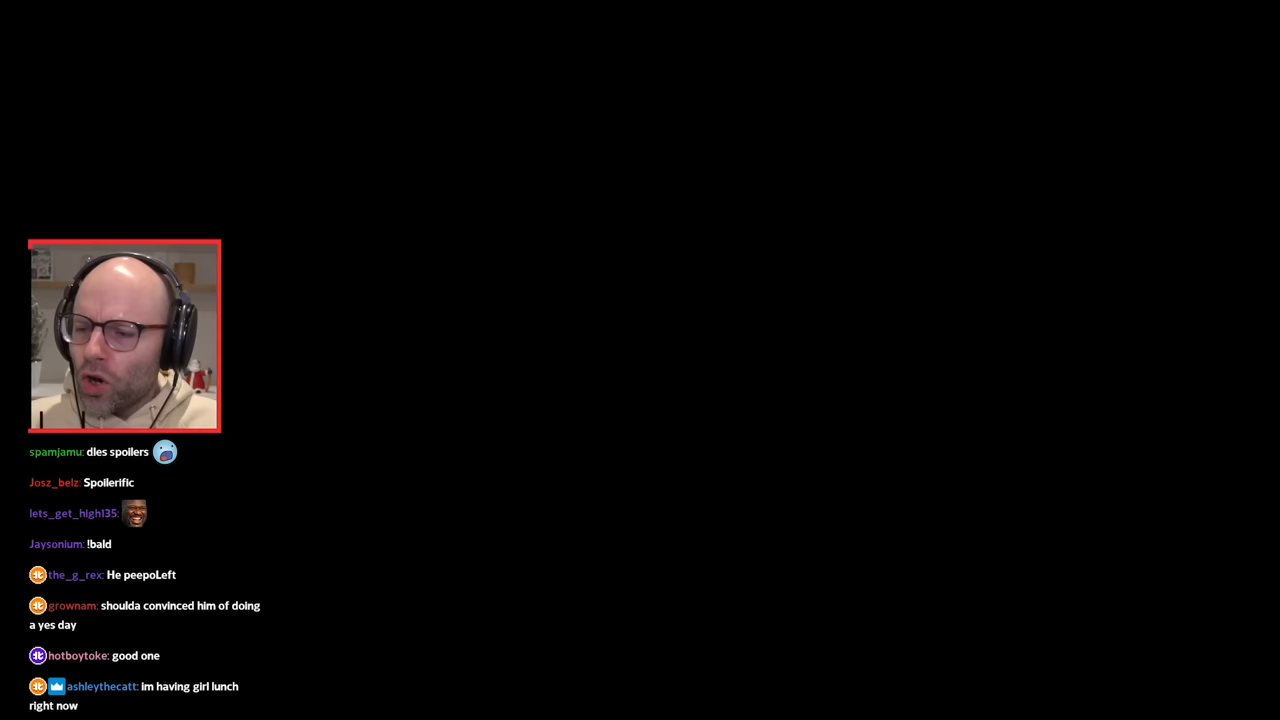 spamjamu: dles spoilers
Josz_belz: Spoilerific
lets_get_high135:
Jaysonium: !bald
the_g_rex: He peepoLeft
grownam: shoulda convinced him of doing
a yes day
hotboytoke: good one
ashleythecatt: im having girl lunch
right now